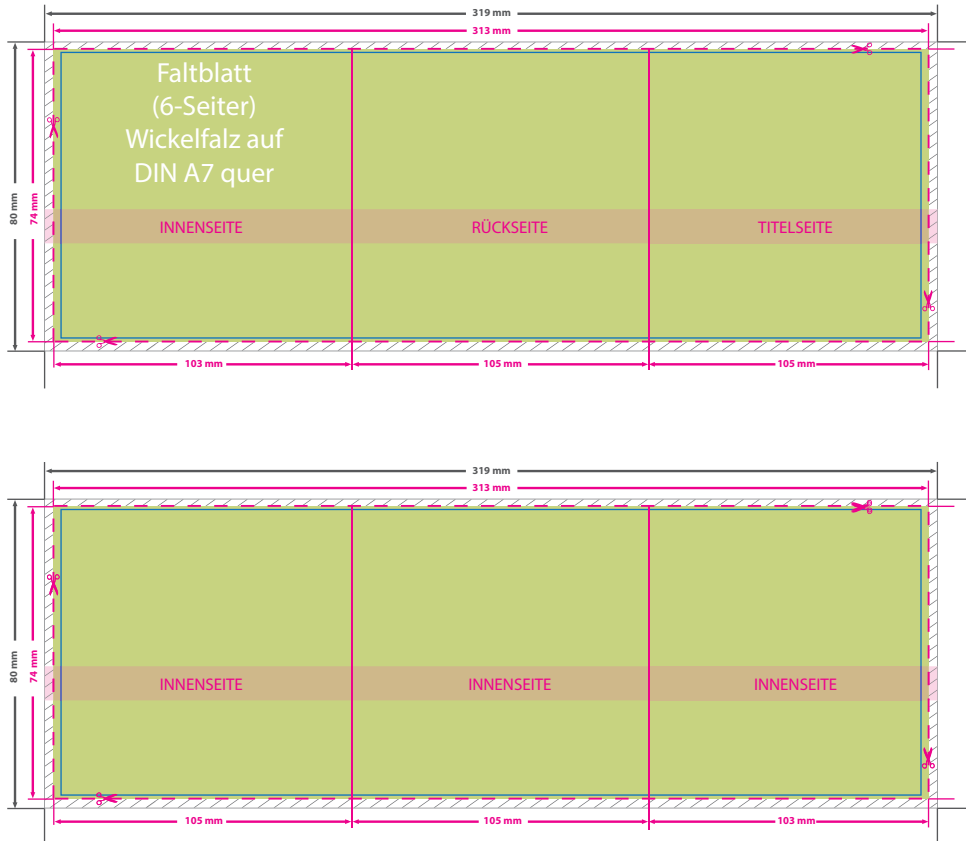 319 mm
313 mm
Faltblatt
(6-Seiter)
Wickelfalz auf
DIN A7 quer
80 mm
74 mm
INNENSEITE
RÜCKSEITE
TITELSEITE
103 mm
105 mm
105 mm
319 mm
313 mm
80 mm
74 mm
INNENSEITE
INNENSEITE
INNENSEITE
105 mm
105 mm
103 mm